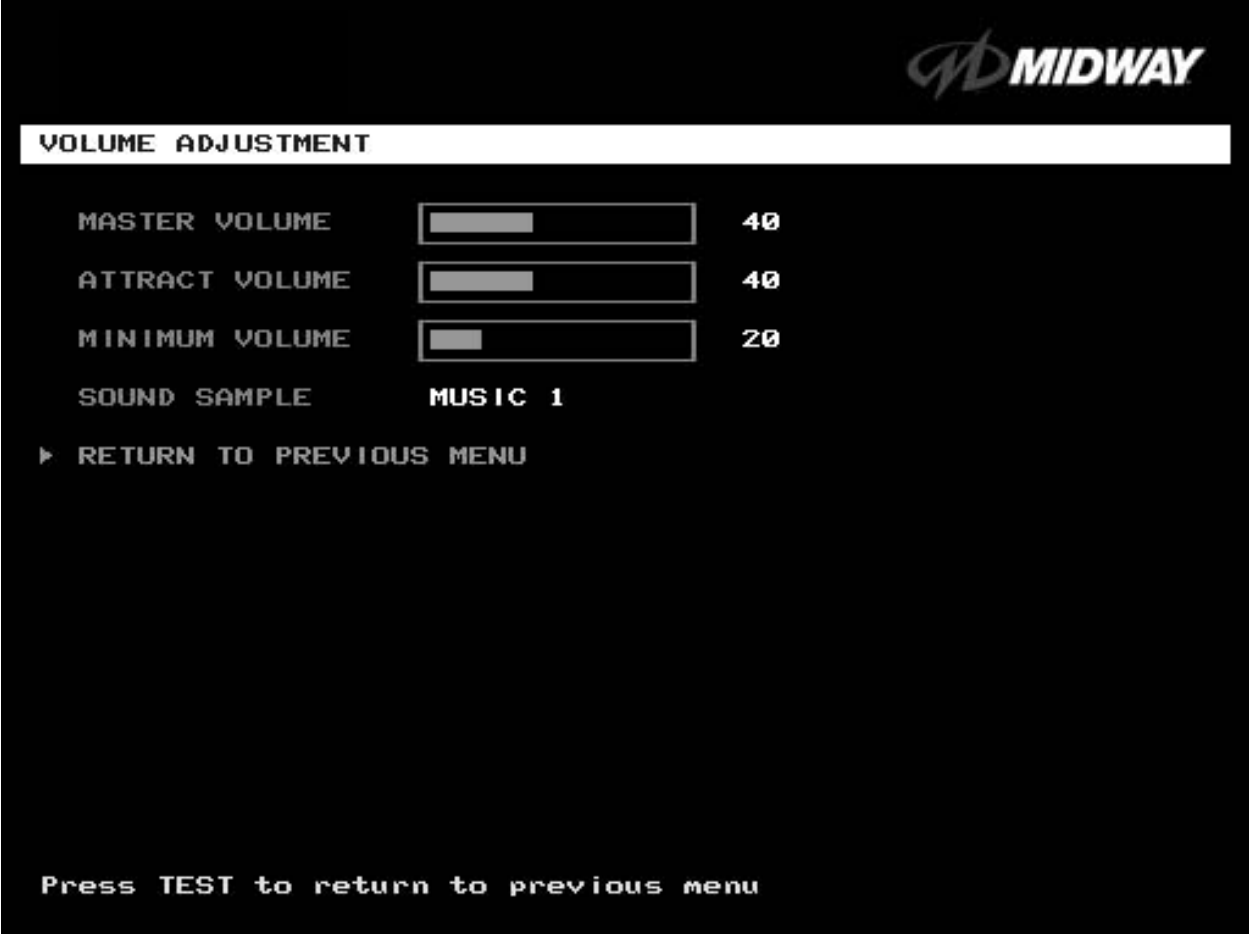 MIDWAY
VOLUME ADJUSTMENT
MASTER VOLUME 40
ATTRACT VOLUME 40
MINIMUM VOLUME 20
SOUND SAMPLE MUSIC 1
RETURN TO PREVIOUS MENU
Press TEST to return to previous menu